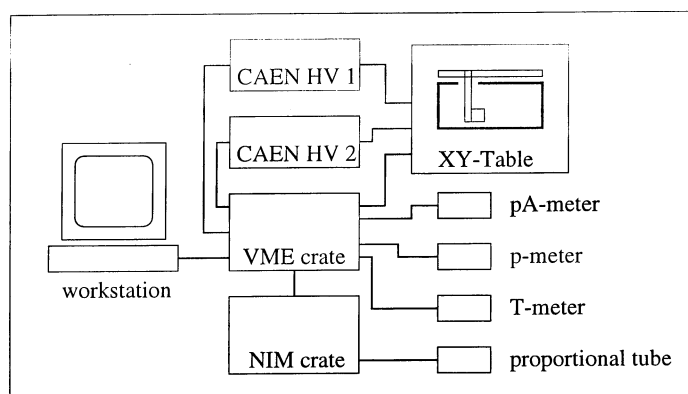 CAEN HV 1
CAEN HV 2
XY-Table
pA-meter
VME crate
p-meter
workstation
T-meter
NIM crate
proportional tube